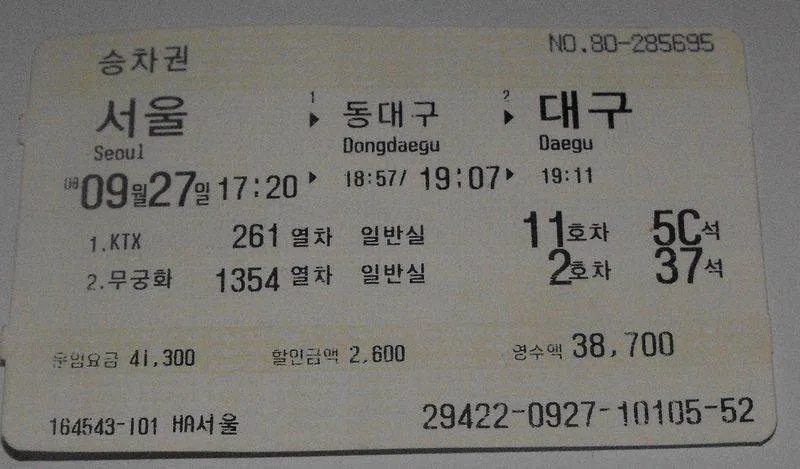 NO.80-285695
승차권
서울 1 ▶ 동대구 2 ▶ 대구
Seoul Dongdaegu Daegu
08 09월27일 17:20 ▶ 18:57/ 19:07 ▶ 19:11
1.KTX 261 열차 일반실 11호차 5C석
2.무궁화 1354 열차 일반실 2호차 37석
운임요금 41,300 할인금액 2,600 영수액 38,700
164543-101 HA서울 29422-0927-10105-52